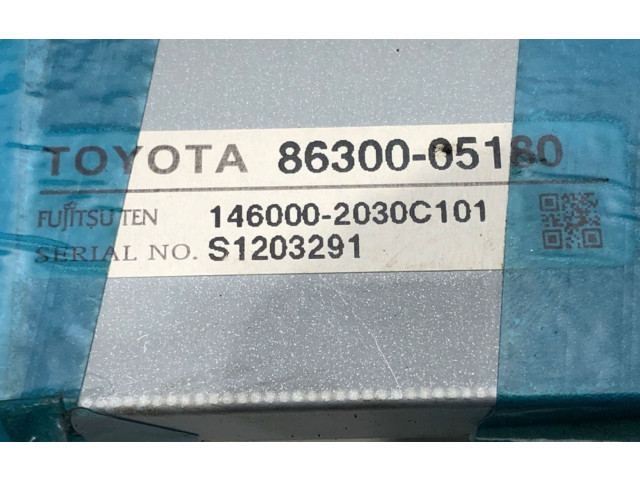 TOYOTA 86300-05180
FUJITSU TEN 146000-2030C101
SERIAL NO. S1203291